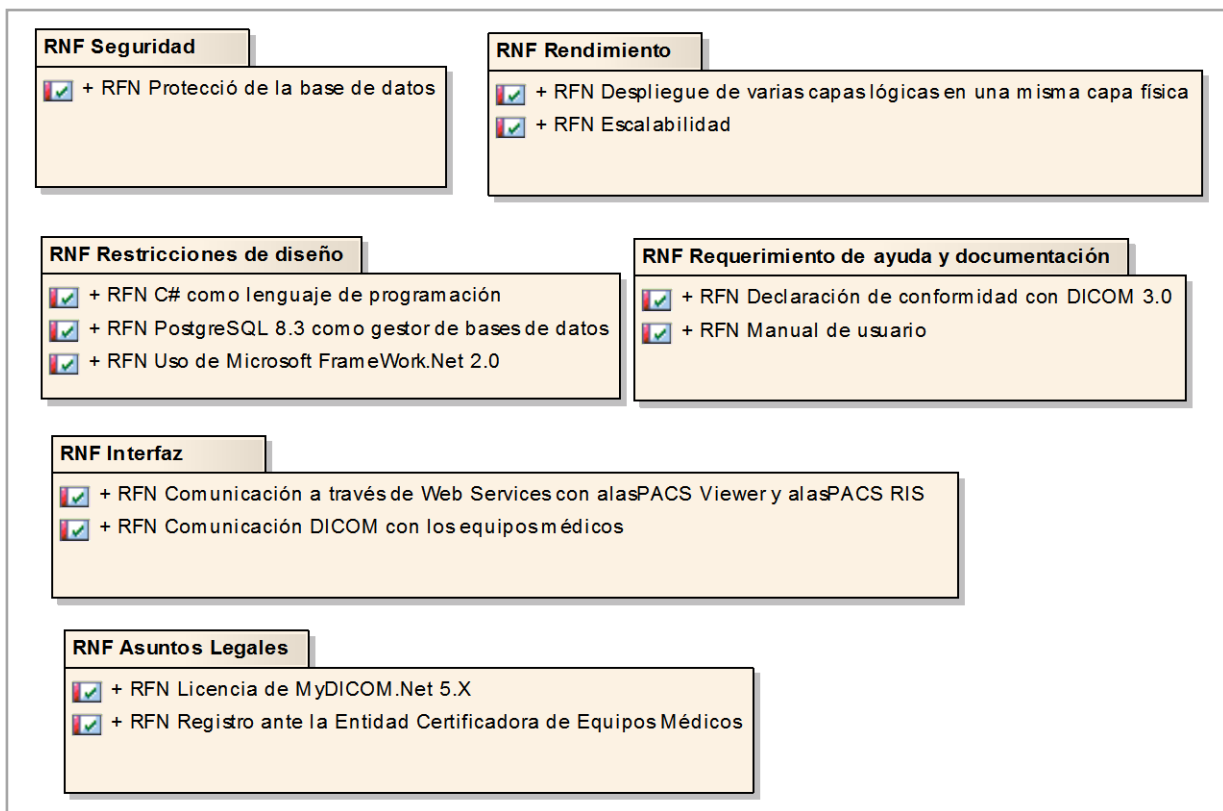 RNF Seguridad
+ RFN Protecció de la base de datos
RNF Rendimiento
+ RFN Despliegue de varias capas lógicas en una misma capa física
+ RFN Escalabilidad
RNF Restricciones de diseño
+ RFN C# como lenguaje de programación
+ RFN PostgreSQL 8.3 como gestor de bases de datos
+ RFN Uso de Microsoft FrameWork.Net 2.0
RNF Requerimiento de ayuda y documentación
+ RFN Declaración de conformidad con DICOM 3.0
+ RFN Manual de usuario
RNF Interfaz
+ RFN Comunicación a través de Web Services con alasPACS Viewer y alasPACS RIS
+ RFN Comunicación DICOM con los equipos médicos
RNF Asuntos Legales
+ RFN Licencia de MyDICOM.Net 5.X
+ RFN Registro ante la Entidad Certificadora de Equipos Médicos